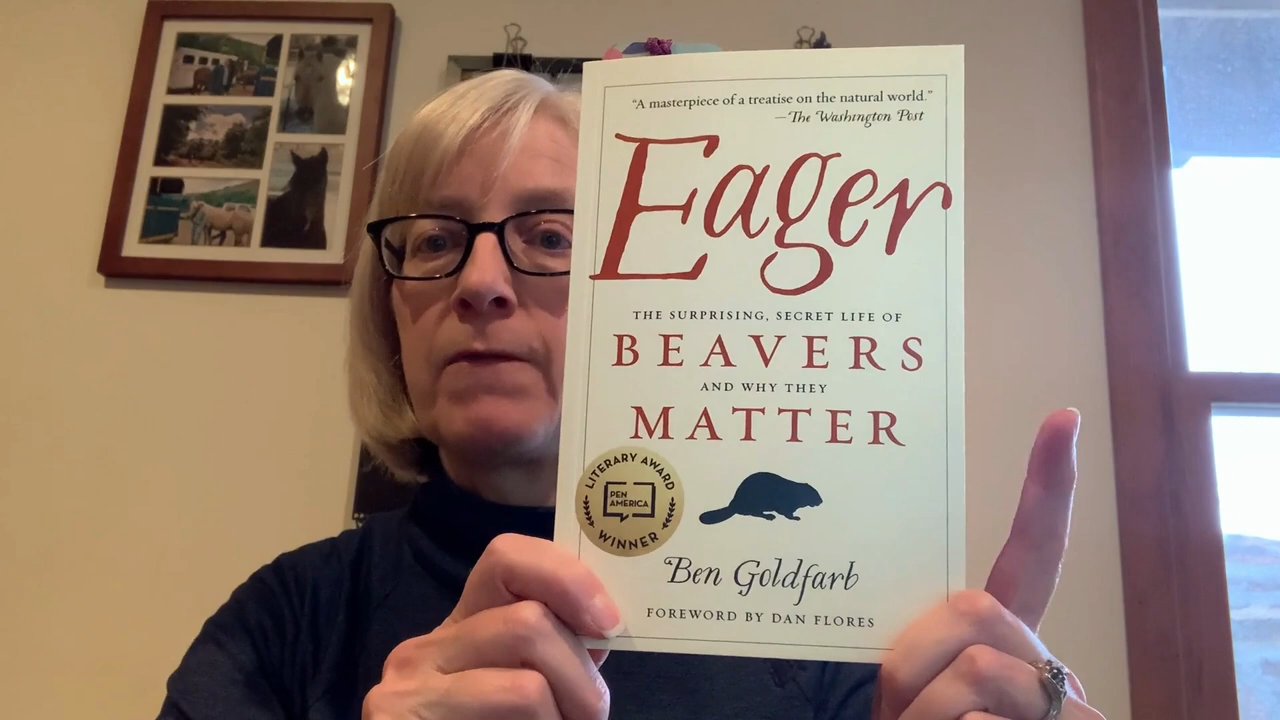 “A masterpiece of a treatise on the natural world.”
—The Washington Post
Eager
THE SURPRISING, SECRET LIFE OF
BEAVERS
AND WHY THEY
MATTER
LITERARY AWARD
PEN
AMERICA
WINNER
Ben Goldfarb
FOREWORD BY DAN FLORES